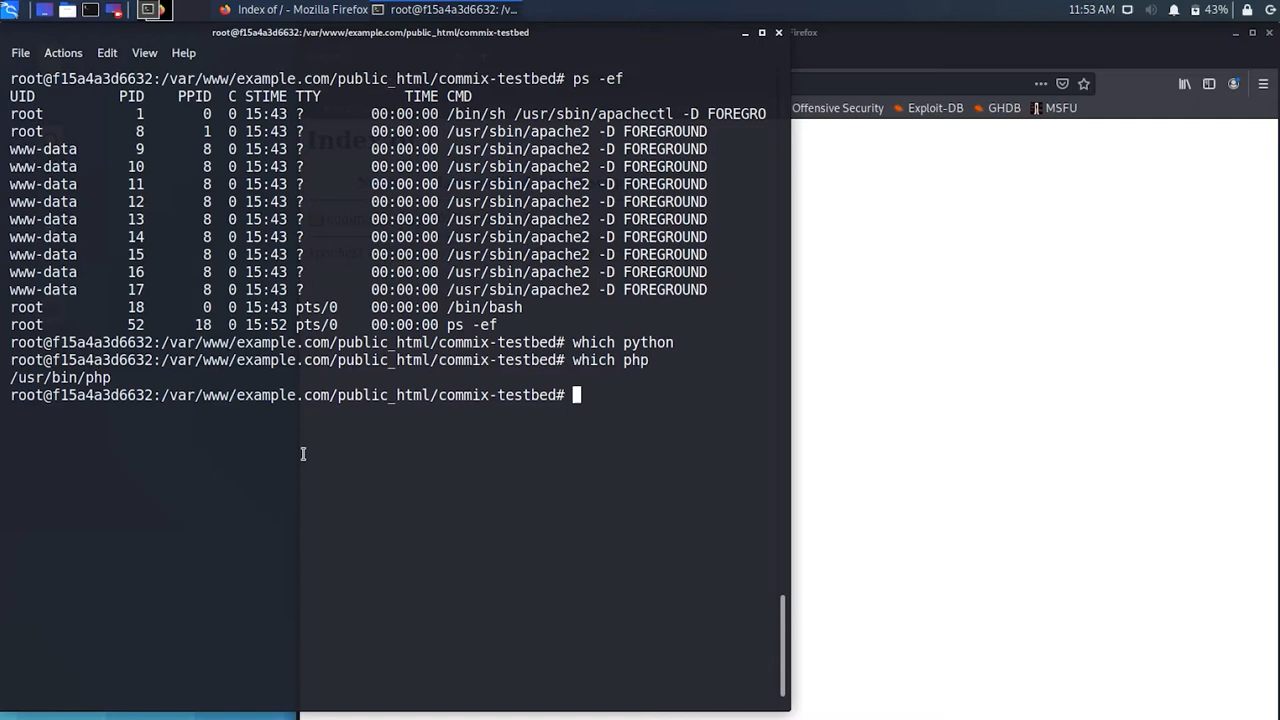 Index of / - Mozilla Firefox
root@f15a4a3d6632: /v...
11:53 AM
43%
root@f15a4a3d6632: /var/www/example.com/public_html/commix-testbed
Firefox
File Actions Edit View Help
Offensive Security Exploit-DB GHDB MSFU
root@f15a4a3d6632:/var/www/example.com/public_html/commix-testbed# ps -ef
UID PID PPID C STIME TTY TIME CMD
root 1 0 0 15:43 ? 00:00:00 /bin/sh /usr/sbin/apachectl -D FOREGRO
root 8 1 0 15:43 ? 00:00:00 /usr/sbin/apache2 -D FOREGROUND
www-data 9 8 0 15:43 ? 00:00:00 /usr/sbin/apache2 -D FOREGROUND
www-data 10 8 0 15:43 ? 00:00:00 /usr/sbin/apache2 -D FOREGROUND
www-data 11 8 0 15:43 ? 00:00:00 /usr/sbin/apache2 -D FOREGROUND
www-data 12 8 0 15:43 ? 00:00:00 /usr/sbin/apache2 -D FOREGROUND
www-data 13 8 0 15:43 ? 00:00:00 /usr/sbin/apache2 -D FOREGROUND
www-data 14 8 0 15:43 ? 00:00:00 /usr/sbin/apache2 -D FOREGROUND
www-data 15 8 0 15:43 ? 00:00:00 /usr/sbin/apache2 -D FOREGROUND
www-data 16 8 0 15:43 ? 00:00:00 /usr/sbin/apache2 -D FOREGROUND
www-data 17 8 0 15:43 ? 00:00:00 /usr/sbin/apache2 -D FOREGROUND
root 18 0 0 15:43 pts/0 00:00:00 /bin/bash
root 52 18 0 15:52 pts/0 00:00:00 ps -ef
root@f15a4a3d6632:/var/www/example.com/public_html/commix-testbed# which python
root@f15a4a3d6632:/var/www/example.com/public_html/commix-testbed# which php
/usr/bin/php
root@f15a4a3d6632:/var/www/example.com/public_html/commix-testbed#